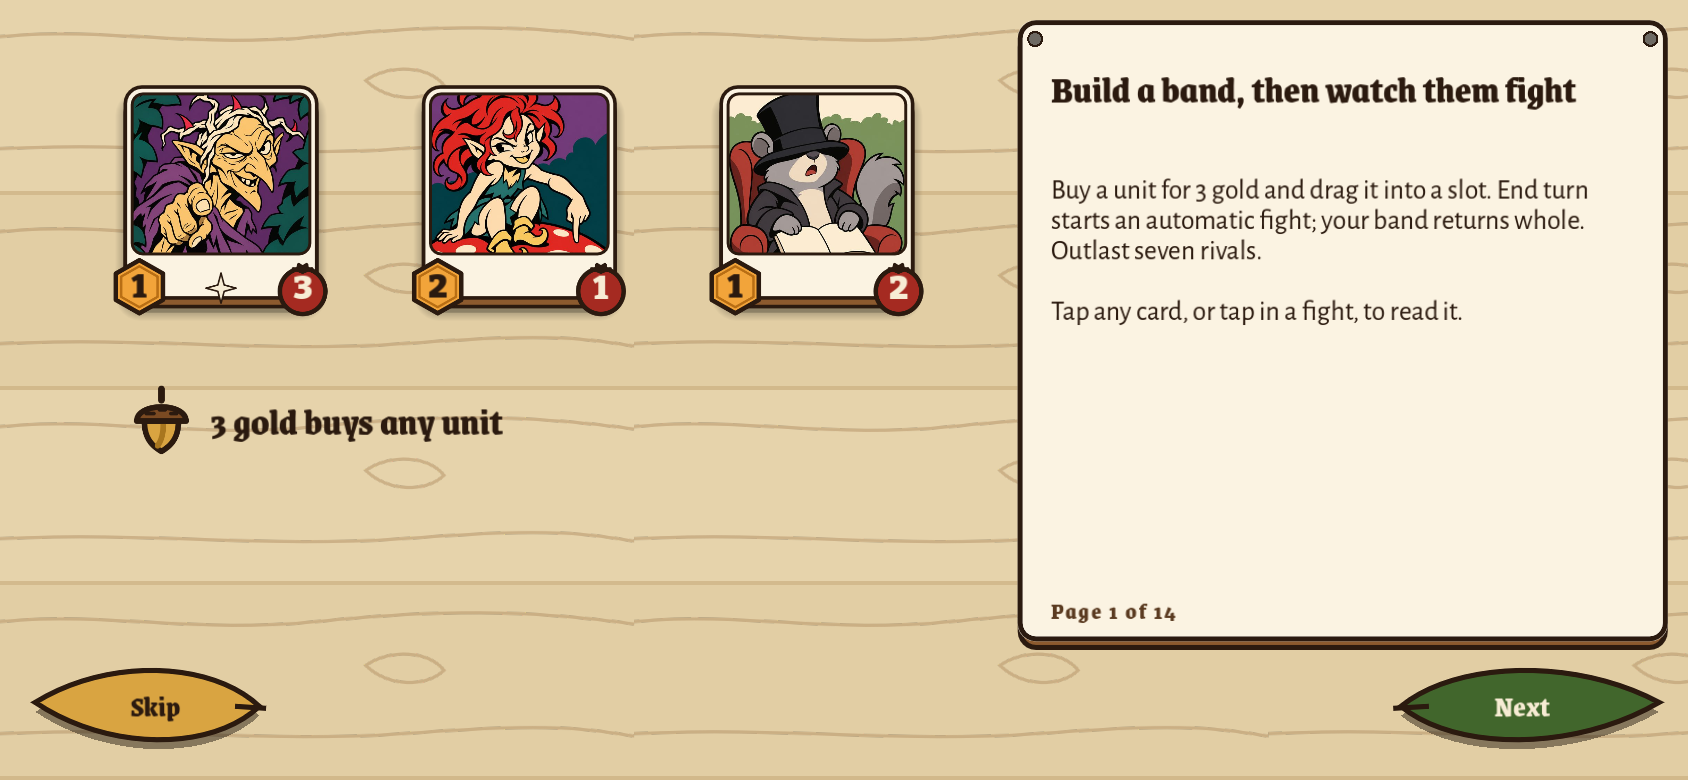 Build a band, then watch them fight
Buy a unit for 3 gold and drag it into a slot. End turn
starts an automatic fight; your band returns whole.
Outlast seven rivals.
Tap any card, or tap in a fight, to read it.
1 3
2 1
1 2
3 gold buys any unit
Page 1 of 14
Skip
Next